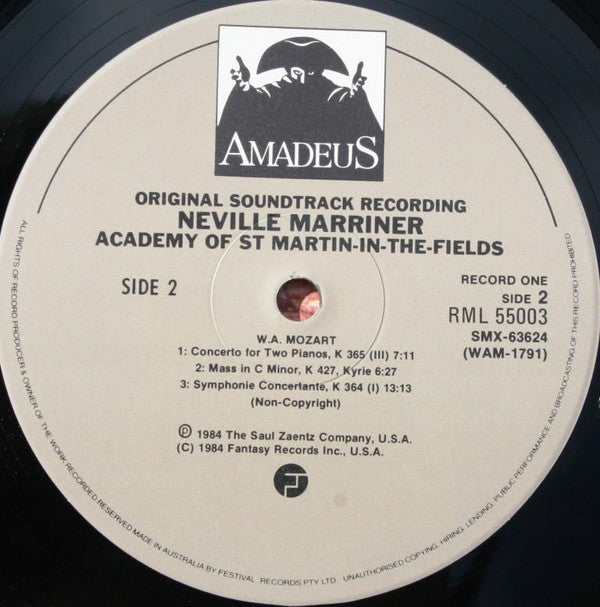 AMADEUS
ORIGINAL SOUNDTRACK RECORDING
NEVILLE MARRINER
ACADEMY OF ST MARTIN-IN-THE-FIELDS
SIDE 2
RECORD ONE
SIDE 2
RML 55003
SMX-63624
(WAM-1791)
W.A. MOZART
1: Concerto for Two Pianos, K 365 (III) 7:11
2: Mass in C Minor, K 427, Kyrie 6:27
3: Symphonie Concertante, K 364 (I) 13:13
(Non-Copyright)
Ⓟ 1984 The Saul Zaentz Company, U.S.A.
(C) 1984 Fantasy Records Inc., U.S.A.
ALL RIGHTS OF RECORD PRODUCER & OWNER OF THE WORK RECORDED RESERVED MADE IN AUSTRALIA BY FESTIVAL RECORDS PTY LTD. UNAUTHORISED COPYING, HIRING, LENDING, PUBLIC PERFORMANCE AND BROADCASTING OF THIS RECORD PROHIBITED